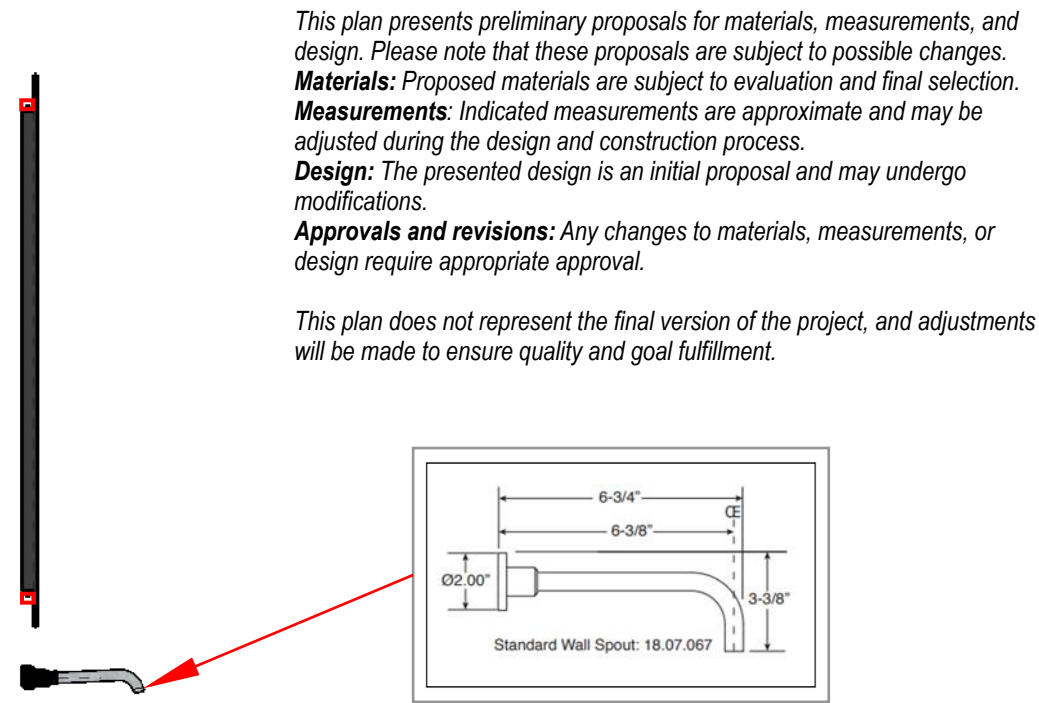 This plan presents preliminary proposals for materials, measurements, and
design. Please note that these proposals are subject to possible changes.
Materials: Proposed materials are subject to evaluation and final selection.
Measurements: Indicated measurements are approximate and may be
adjusted during the design and construction process.
Design: The presented design is an initial proposal and may undergo
modifications.
Approvals and revisions: Any changes to materials, measurements, or
design require appropriate approval.
This plan does not represent the final version of the project, and adjustments
will be made to ensure quality and goal fulfillment.
6-3/4"
Œ
6-3/8"
Ø2.00"
3-3/8"
Standard Wall Spout: 18.07.067